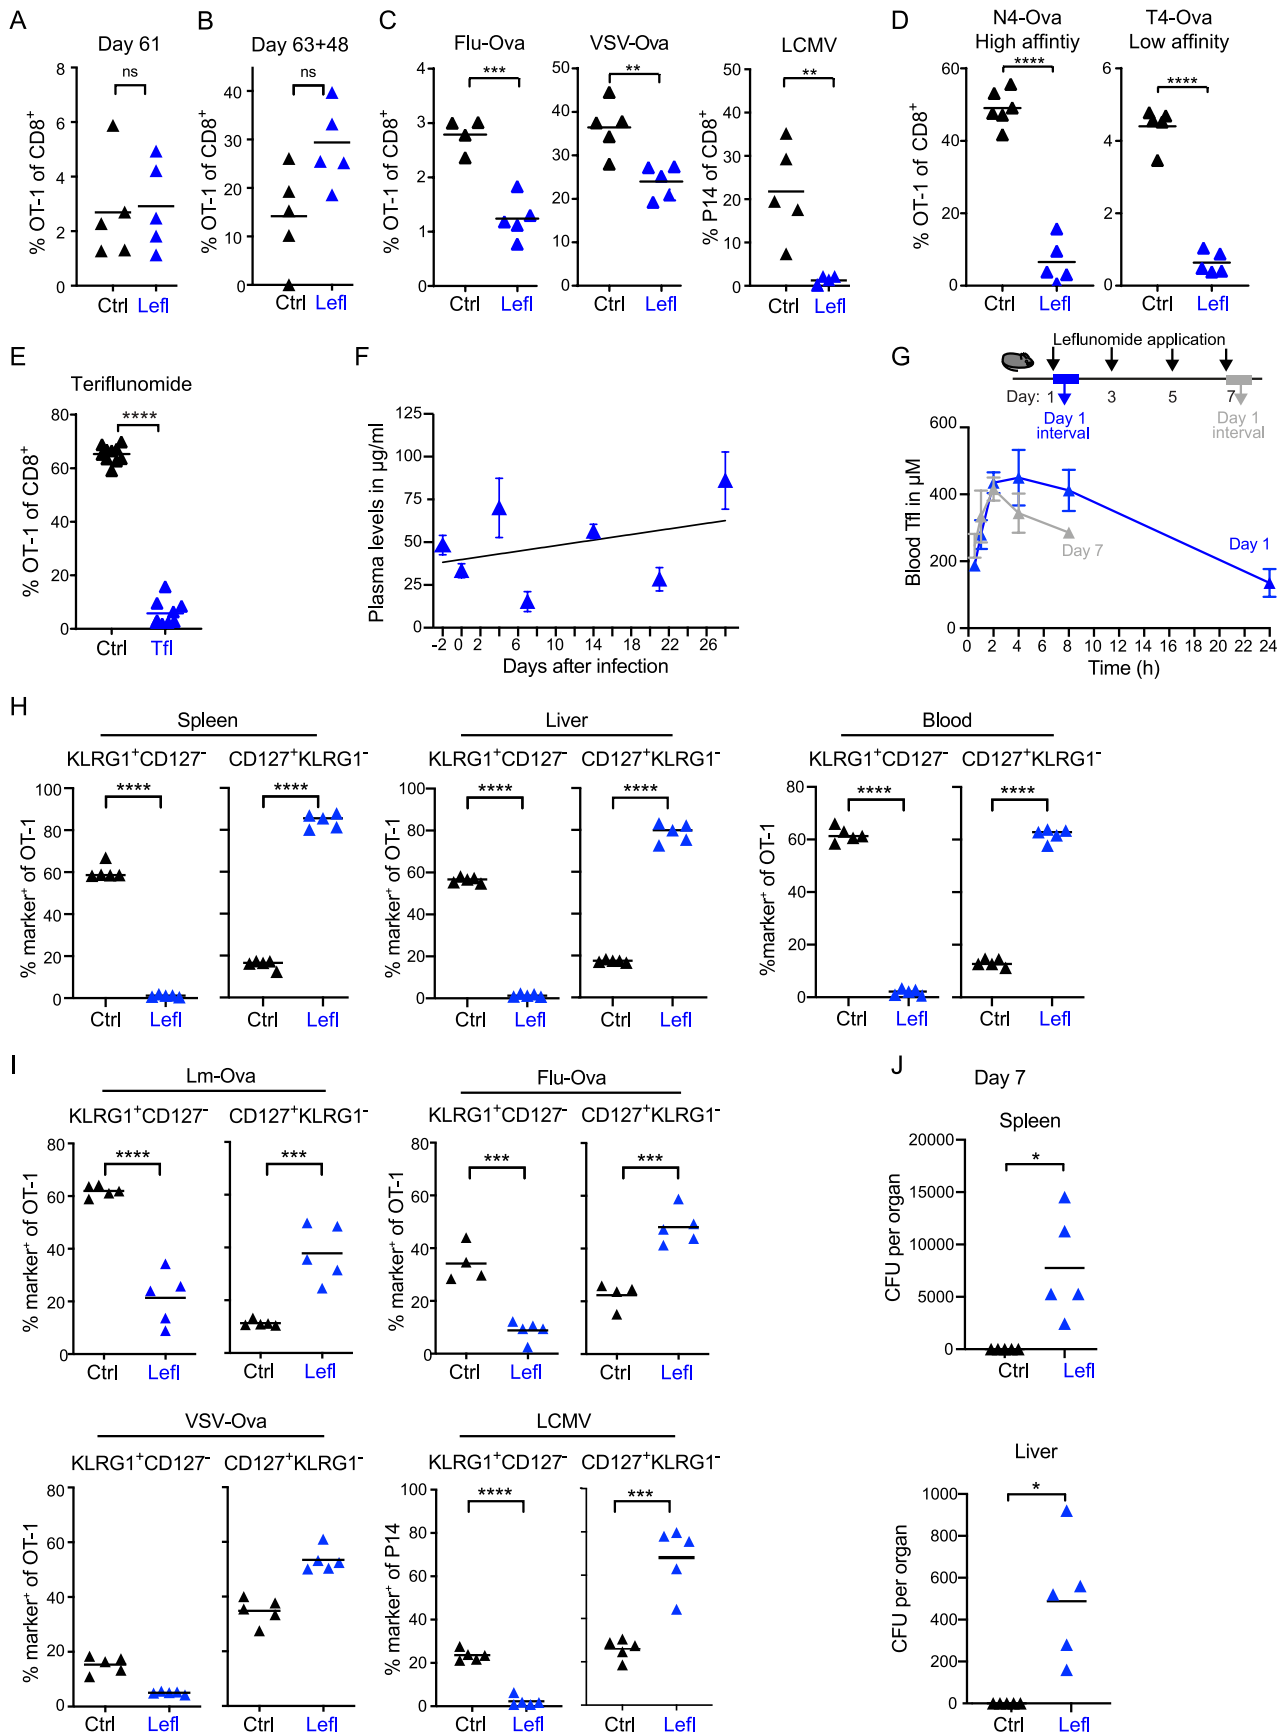 A
Day 61
% OT-1 of CD8⁺
8
6
4
2
0
ns
Ctrl
Lefl
B
Day 63+48
% OT-1 of CD8⁺
40
30
20
10
0
ns
Ctrl
Lefl
C
Flu-Ova
% OT-1 of CD8⁺
4
3
2
1
0
***
Ctrl
Lefl
VSV-Ova
% OT-1 of CD8⁺
50
40
30
20
10
0
**
Ctrl
Lefl
LCMV
% P14 of CD8⁺
50
40
30
20
10
0
**
Ctrl
Lefl
D
N4-Ova
High affintiy
% OT-1 of CD8⁺
60
40
20
0
****
Ctrl
Lefl
T4-Ova
Low affinity
6
4
2
0
****
Ctrl
Lefl
E
Teriflunomide
% OT-1 of CD8⁺
80
60
40
20
0
****
Ctrl
Tfl
F
Plasma levels in µg/ml
125
100
75
50
25
0
-2 0 2 4 6 10 14 18 22 26
Days after infection
G
Leflunomide application
Day: 1 3 5 7
Day 1
interval
Day 1
interval
Blood Tfl in µM
600
400
200
0
Day 7
Day 1
0 2 4 6 8 10 12 14 16 18 20 22 24
Time (h)
H
Spleen
KLRG1⁺CD127⁻
CD127⁺KLRG1⁻
% marker⁺ of OT-1
100
80
60
40
20
0
****
****
Ctrl
Lefl
Ctrl
Lefl
Liver
KLRG1⁺CD127⁻
CD127⁺KLRG1⁻
% marker⁺ of OT-1
100
80
60
40
20
0
****
****
Ctrl
Lefl
Ctrl
Lefl
Blood
KLRG1⁺CD127⁻
CD127⁺KLRG1⁻
%marker⁺ of OT-1
80
60
40
20
0
****
****
Ctrl
Lefl
Ctrl
Lefl
I
Lm-Ova
KLRG1⁺CD127⁻
CD127⁺KLRG1⁻
% marker⁺ of OT-1
80
60
40
20
0
****
***
Ctrl
Lefl
Ctrl
Lefl
Flu-Ova
KLRG1⁺CD127⁻
CD127⁺KLRG1⁻
% marker⁺ of OT-1
80
60
40
20
0
***
***
Ctrl
Lefl
Ctrl
Lefl
VSV-Ova
KLRG1⁺CD127⁻
CD127⁺KLRG1⁻
% marker⁺ of OT-1
80
60
40
20
0
Ctrl
Lefl
Ctrl
Lefl
LCMV
KLRG1⁺CD127⁻
CD127⁺KLRG1⁻
% marker⁺ of P14
100
80
60
40
20
0
****
***
Ctrl
Lefl
Ctrl
Lefl
J
Day 7
Spleen
CFU per organ
20000
15000
10000
5000
0
*
Ctrl
Lefl
Liver
CFU per organ
1000
800
600
400
200
0
*
Ctrl
Lefl